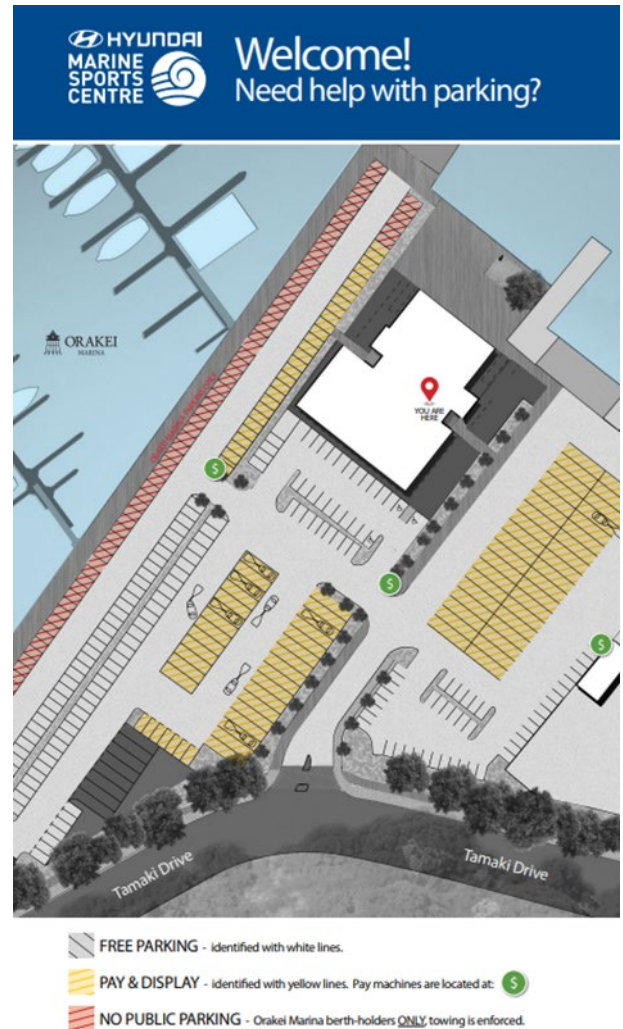 HYUNDAI
MARINE
SPORTS
CENTRE
Welcome!
Need help with parking?
ORAKEI
MARINA
YOU ARE
HERE
$
$
$
Tamaki Drive
Tamaki Drive
FREE PARKING - identified with white lines.
PAY & DISPLAY - identified with yellow lines. Pay machines are located at: $
NO PUBLIC PARKING - Orakei Marina berth-holders ONLY, towing is enforced.